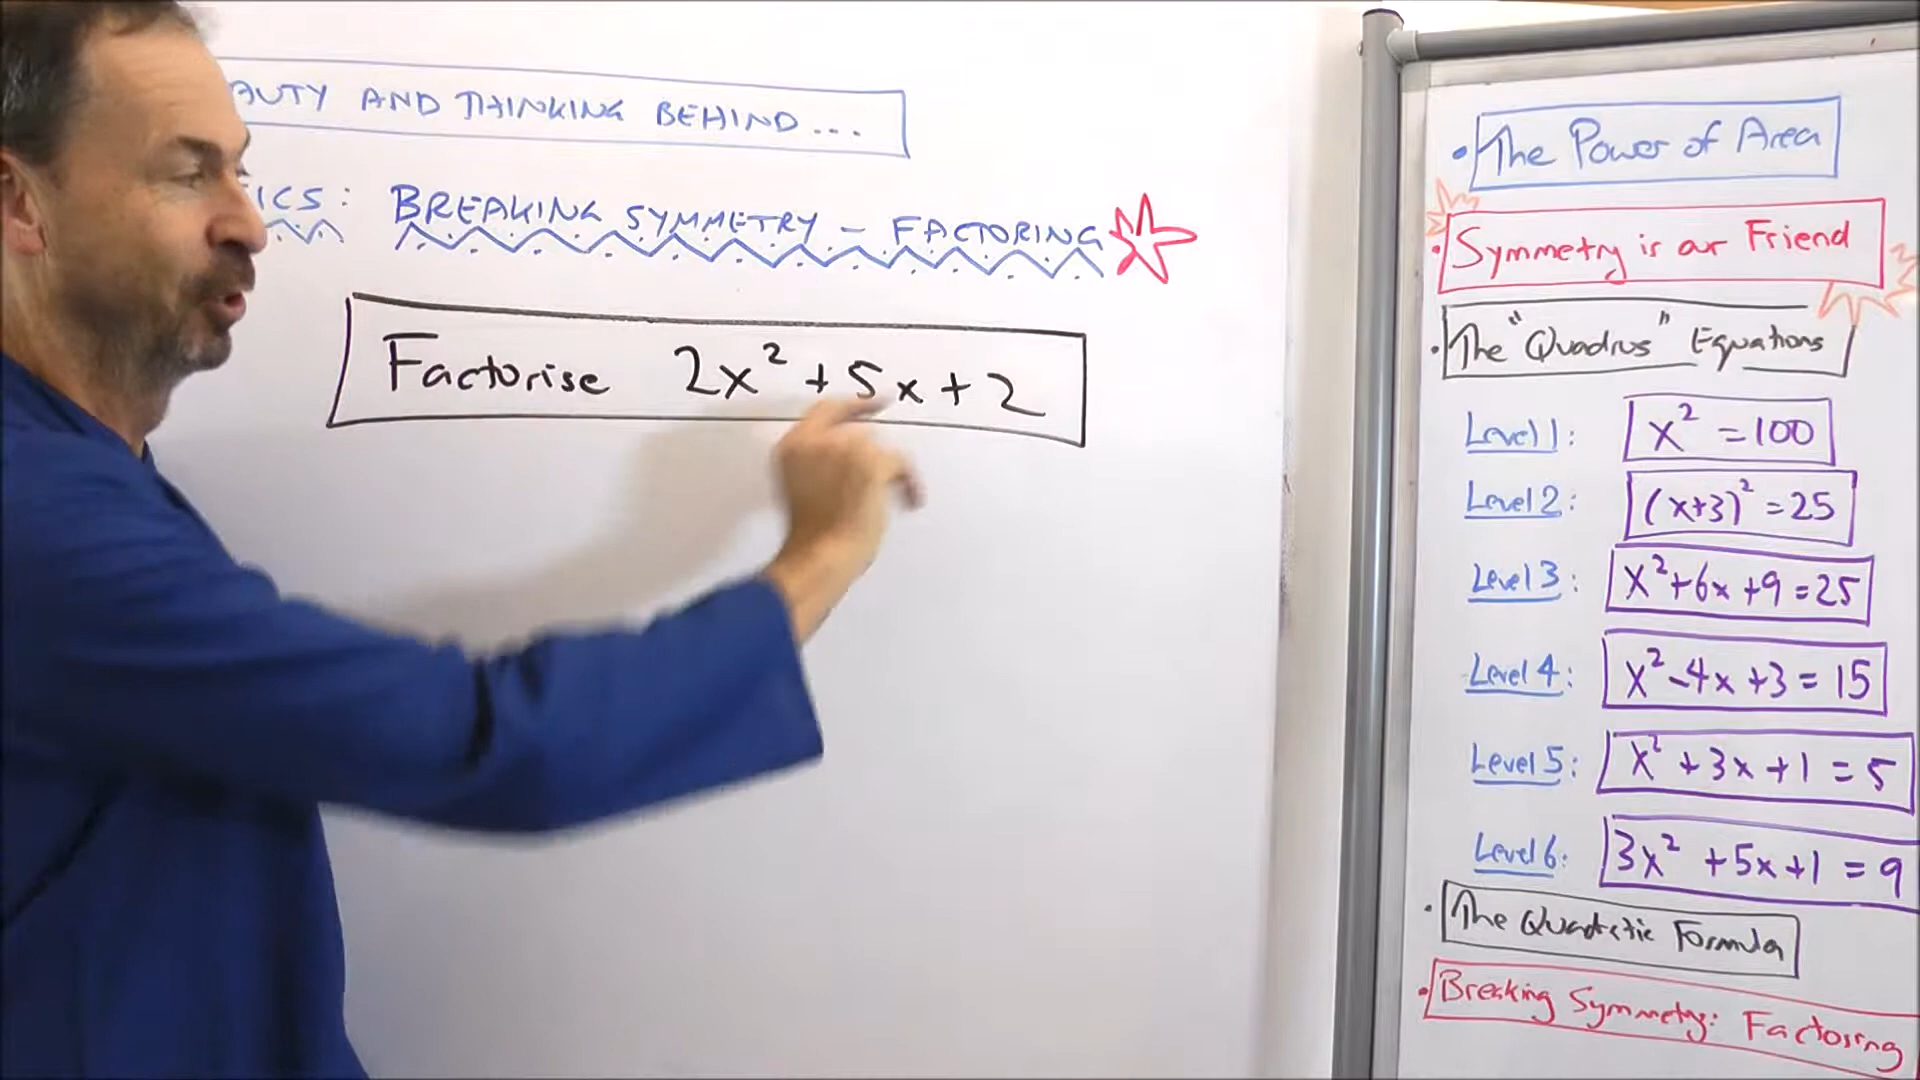 AND THINKING BEHIND...
BREAKING SYMMETRY – FACTORING
Factorise 2x² + 5x + 2
• The Power of Area
• Symmetry is our Friend
• The "Quadrus" Equations
Level 1: x² = 100
Level 2: (x+3)² = 25
Level 3: x² + 6x + 9 = 25
Level 4: x² - 4x + 3 = 15
Level 5: x² + 3x + 1 = 5
Level 6: 3x² + 5x + 1 = 9
• The Quadratic Formula
• Breaking Symmetry: Factoring